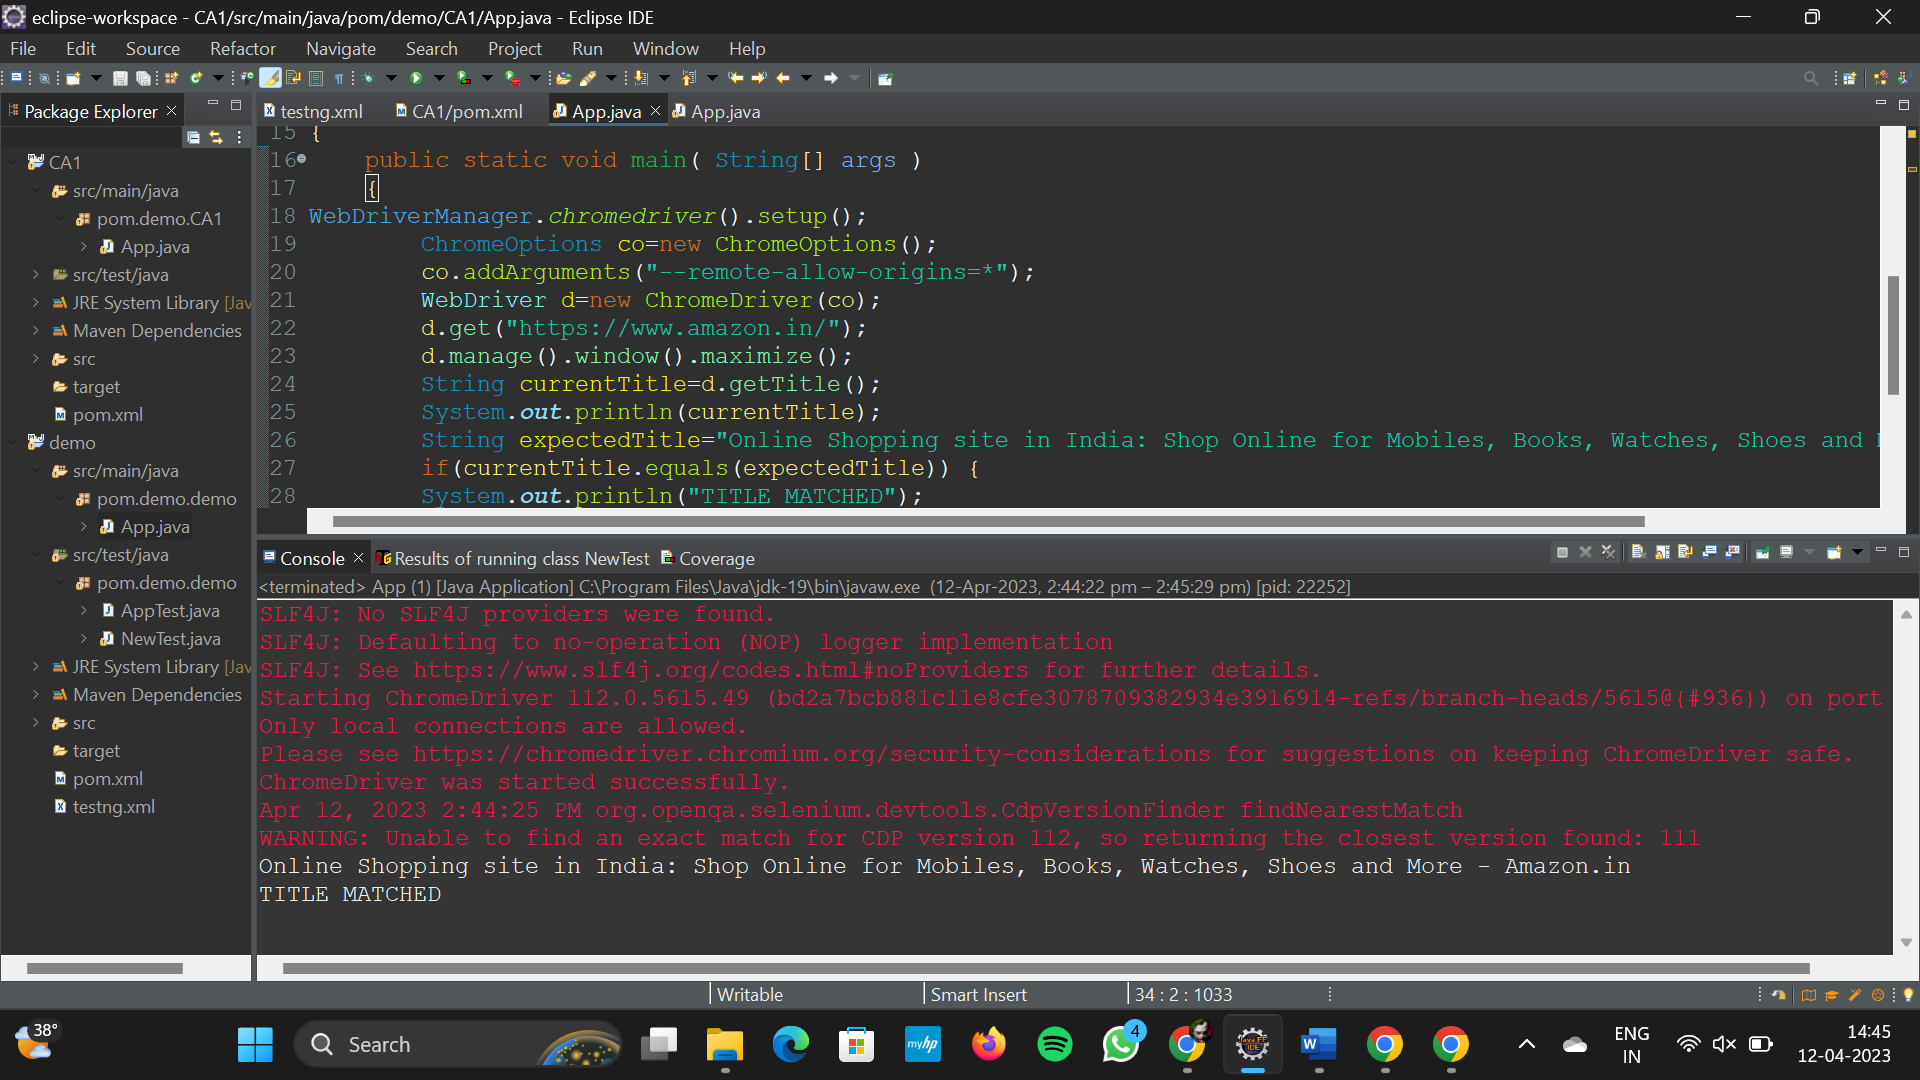 eclipse-workspace - CA1/src/main/java/pom/demo/CA1/App.java - Eclipse IDE
File Edit Source Refactor Navigate Search Project Run Window Help
Package Explorer
testng.xml CA1/pom.xml App.java App.java
CA1
src/main/java
pom.demo.CA1
App.java
src/test/java
JRE System Library [Jav
Maven Dependencies
src
target
pom.xml
demo
src/main/java
pom.demo.demo
App.java
src/test/java
pom.demo.demo
AppTest.java
NewTest.java
JRE System Library [Jav
Maven Dependencies
src
target
pom.xml
testng.xml
15 {
16 public static void main( String[] args )
17 {
18 WebDriverManager.chromedriver().setup();
19 ChromeOptions co=new ChromeOptions();
20 co.addArguments("--remote-allow-origins=*");
21 WebDriver d=new ChromeDriver(co);
22 d.get("https://www.amazon.in/");
23 d.manage().window().maximize();
24 String currentTitle=d.getTitle();
25 System.out.println(currentTitle);
26 String expectedTitle="Online Shopping site in India: Shop Online for Mobiles, Books, Watches, Shoes and
27 if(currentTitle.equals(expectedTitle)) {
28 System.out.println("TITLE MATCHED");
Console Results of running class NewTest Coverage
<terminated> App (1) [Java Application] C:\Program Files\Java\jdk-19\bin\javaw.exe (12-Apr-2023, 2:44:22 pm – 2:45:29 pm) [pid: 22252]
SLF4J: No SLF4J providers were found.
SLF4J: Defaulting to no-operation (NOP) logger implementation
SLF4J: See https://www.slf4j.org/codes.html#noProviders for further details.
Starting ChromeDriver 112.0.5615.49 (bd2a7bcb881c11e8cfe3078709382934e3916914-refs/branch-heads/5615@{#936}) on port
Only local connections are allowed.
Please see https://chromedriver.chromium.org/security-considerations for suggestions on keeping ChromeDriver safe.
ChromeDriver was started successfully.
Apr 12, 2023 2:44:25 PM org.openqa.selenium.devtools.CdpVersionFinder findNearestMatch
WARNING: Unable to find an exact match for CDP version 112, so returning the closest version found: 111
Online Shopping site in India: Shop Online for Mobiles, Books, Watches, Shoes and More - Amazon.in
TITLE MATCHED
Writable Smart Insert 34 : 2 : 1033
38°
Search
myhp
4
ENG
IN
14:45
12-04-2023